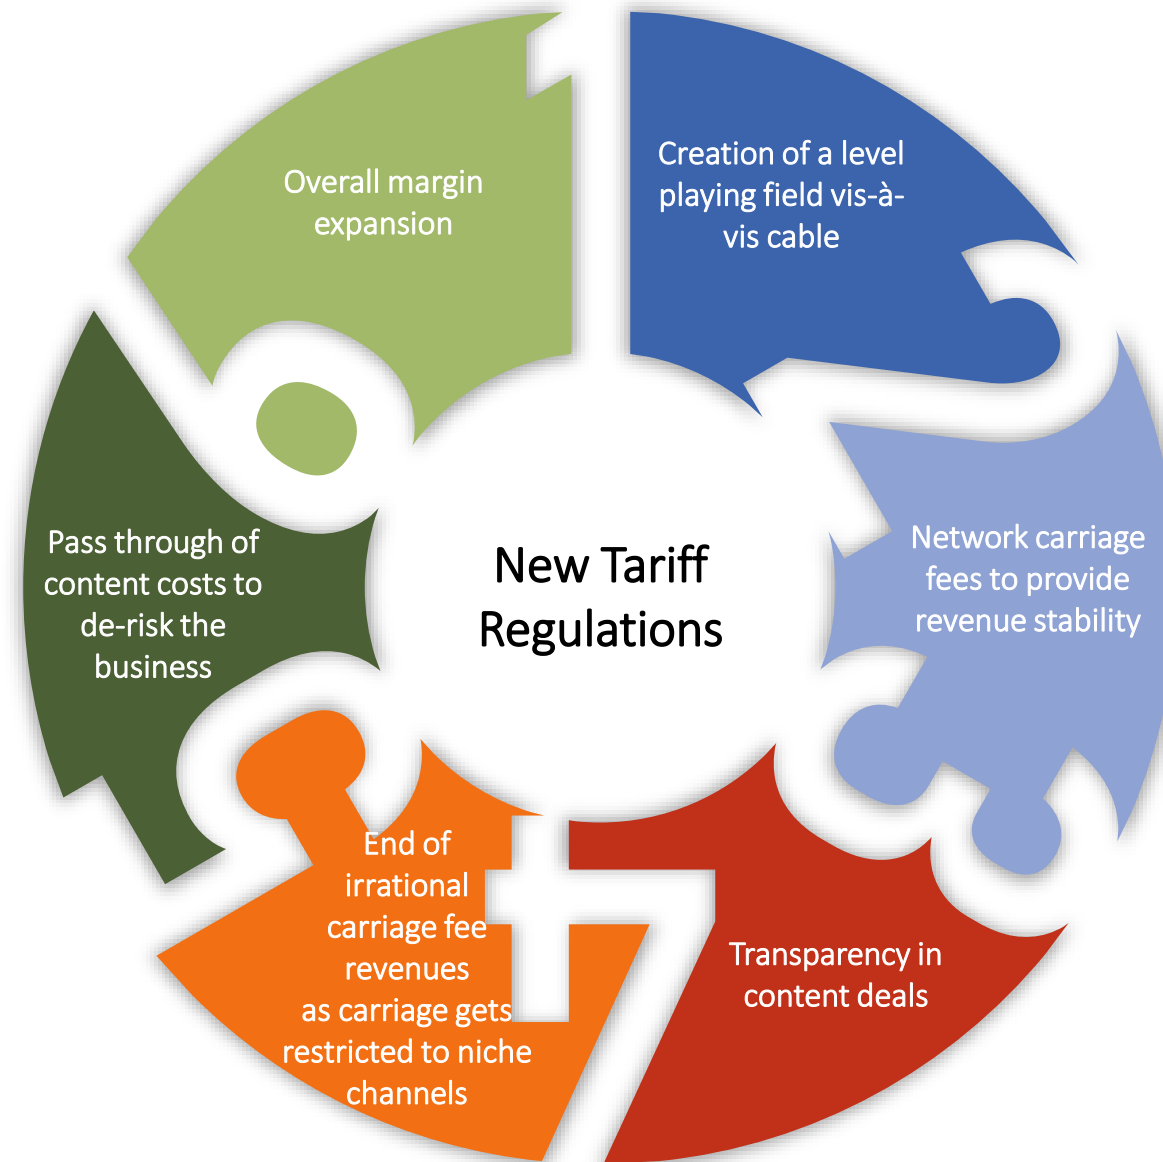 Creation of a level
playing field vis-à-
vis cable
Network carriage
fees to provide
revenue stability
Transparency in
content deals
End of
irrational
carriage fee
revenues
as carriage gets
restricted to niche
channels
Pass through of
content costs to
de-risk the
business
Overall margin
expansion
New Tariff
Regulations